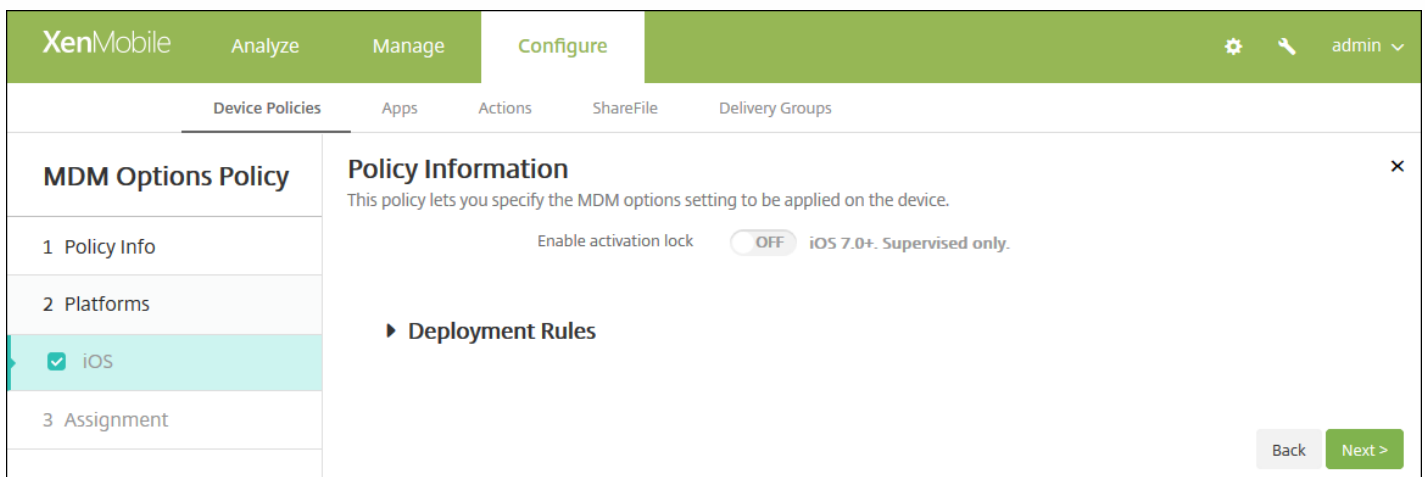 XenMobile Analyze Manage Configure admin
Device Policies Apps Actions ShareFile Delivery Groups
MDM Options Policy
1 Policy Info
2 Platforms
iOS
3 Assignment
Policy Information
This policy lets you specify the MDM options setting to be applied on the device.
Enable activation lock OFF iOS 7.0+. Supervised only.
Deployment Rules
Back Next >